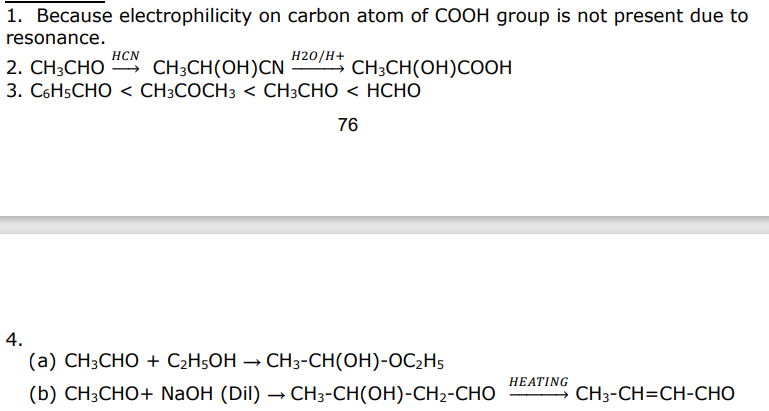 1. Because electrophilicity on carbon atom of COOH group is not present due to
resonance.
2. CH₃CHO \(\xrightarrow{HCN}\) CH₃CH(OH)CN \(\xrightarrow{H2O/H+}\) CH₃CH(OH)COOH
3. C₆H₅CHO < CH₃COCH₃ < CH₃CHO < HCHO
76
4.
(a) CH₃CHO + C₂H₅OH → CH₃-CH(OH)-OC₂H₅
(b) CH₃CHO+ NaOH (Dil) → CH₃-CH(OH)-CH₂-CHO \(\xrightarrow{HEATING}\) CH₃-CH=CH-CHO